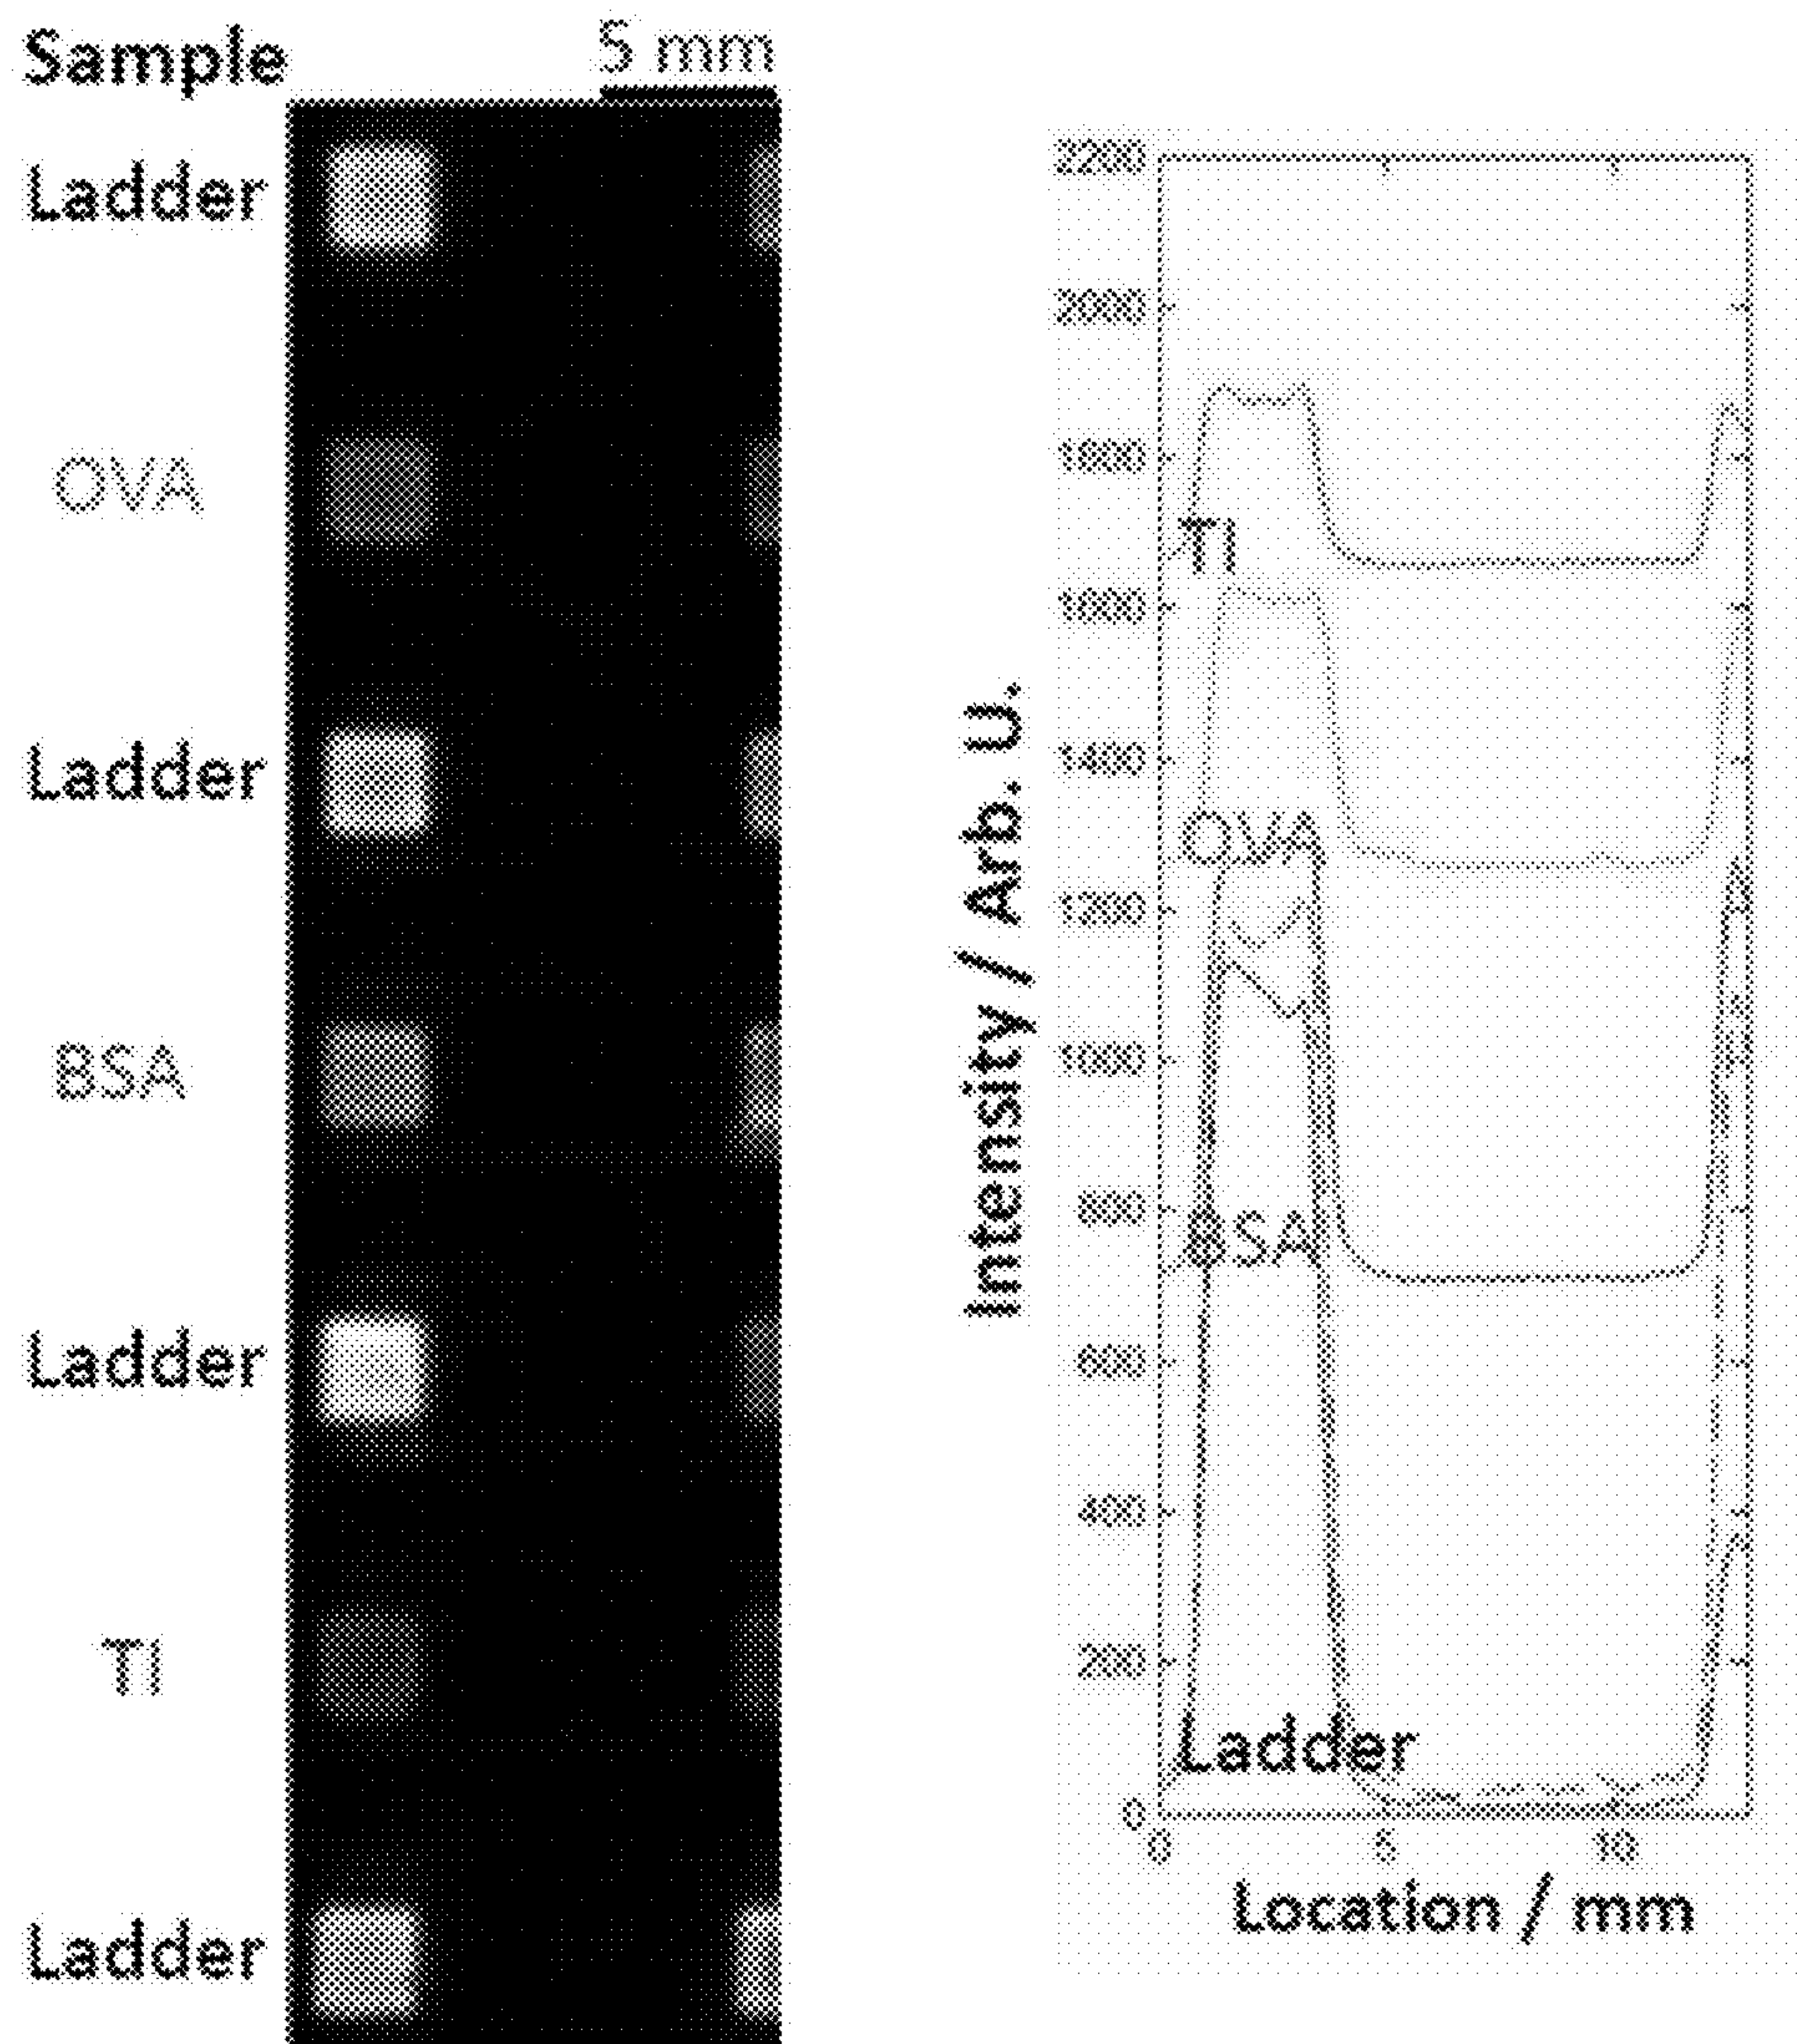 Sample
5 mm
Ladder
OVA
Ladder
BSA
Ladder
TI
Ladder
Intensity / Arb. U.
2200
2000
1800
1600
1400
1200
1000
800
600
400
200
0
TI
OVA
BSA
Ladder
0 5 10
Location / mm